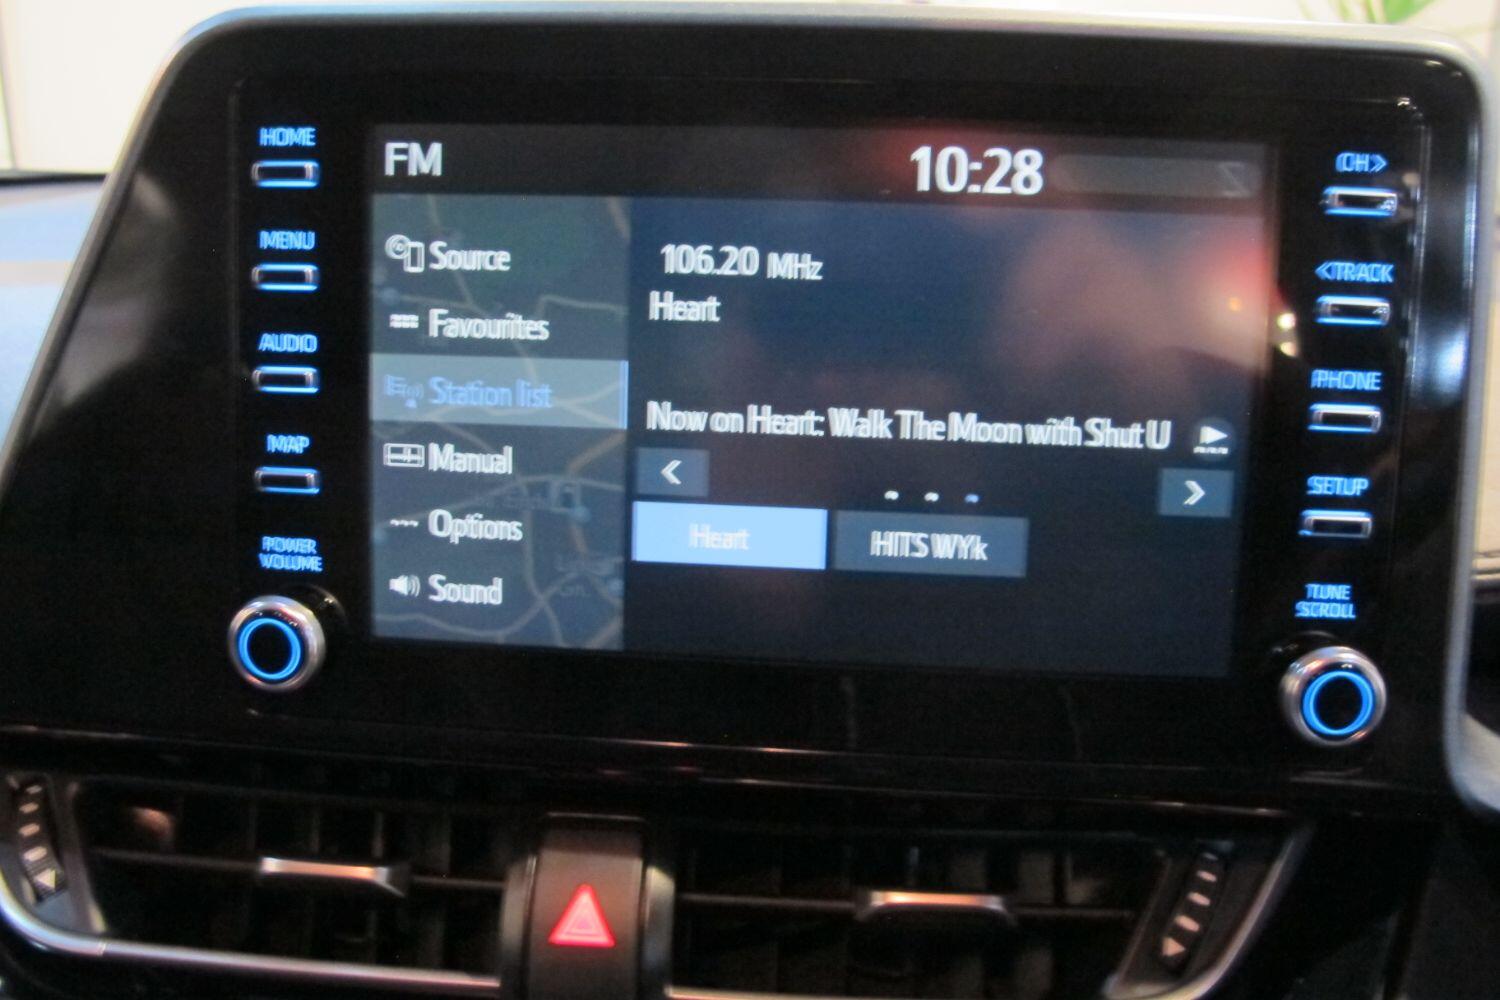 HOME
MENU
AUDIO
MAP
POWER
VOLUME
FM
10:28
Source
Favourites
Station list
Manual
Options
Sound
106.20 MHz
Heart
Now on Heart: Walk The Moon with Shut U
Heart
HITS WYk
CH>
<TRACK
PHONE
SETUP
TUNE
SCROLL